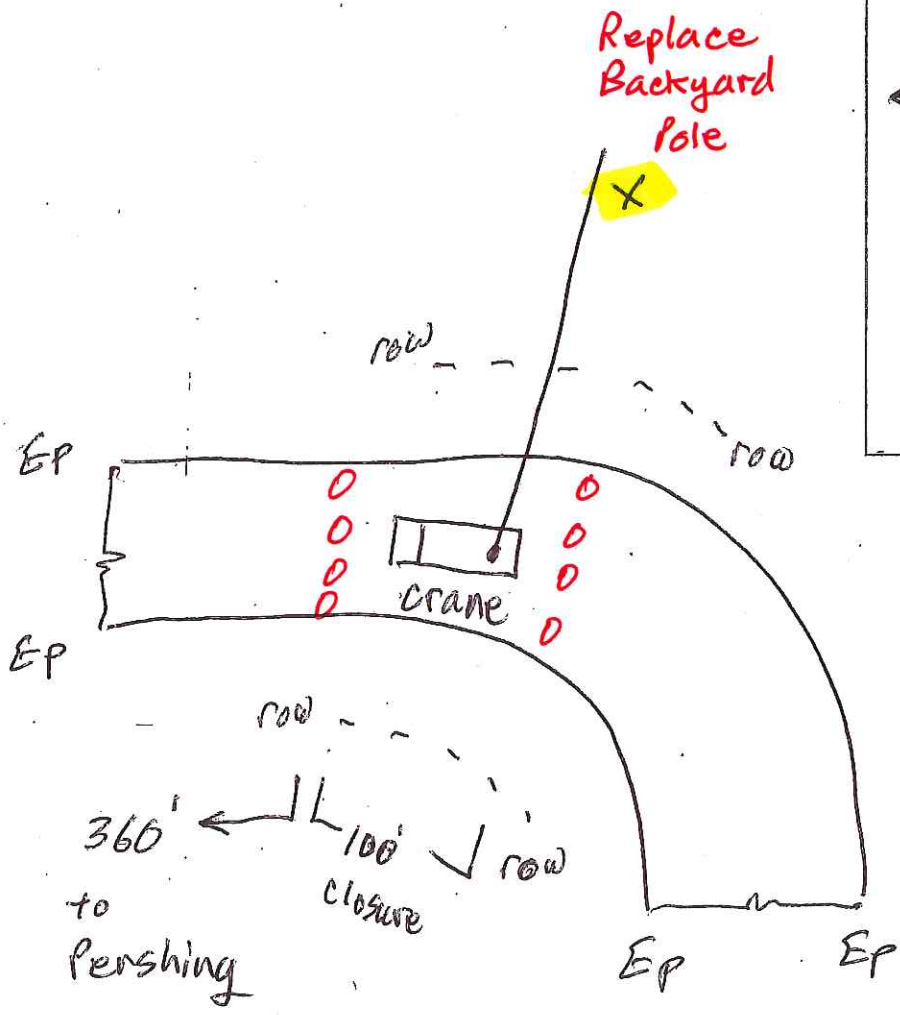 Replace
Backyard
Pole
X
row
row
Ep
crane
Ep
row
360'
to
Pershing
100'
closure
row
Ep
Ep